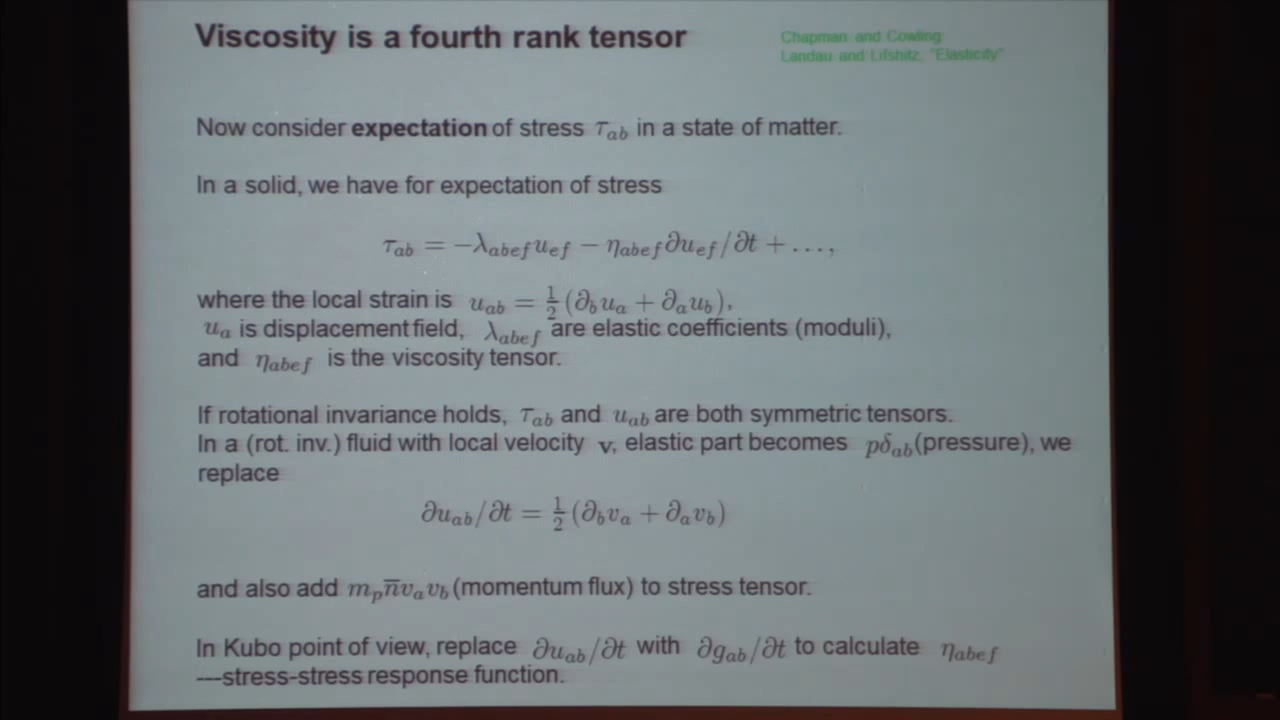 Viscosity is a fourth rank tensor
Chapman and Cowling
Landau and Lifshitz, "Elasticity"
Now consider expectation of stress τ_ab in a state of matter.
In a solid, we have for expectation of stress
τ_ab = −λ_abef u_ef − η_abef ∂u_ef/∂t + …,
where the local strain is u_ab = ½(∂_b u_a + ∂_a u_b),
u_a is displacement field, λ_abef are elastic coefficients (moduli),
and η_abef is the viscosity tensor.
If rotational invariance holds, τ_ab and u_ab are both symmetric tensors.
In a (rot. inv.) fluid with local velocity v, elastic part becomes pδ_ab (pressure), we
replace
∂u_ab/∂t = ½(∂_b v_a + ∂_a v_b)
and also add m_p n̅ v_a v_b (momentum flux) to stress tensor.
In Kubo point of view, replace ∂u_ab/∂t with ∂g_ab/∂t to calculate η_abef
---stress-stress response function.